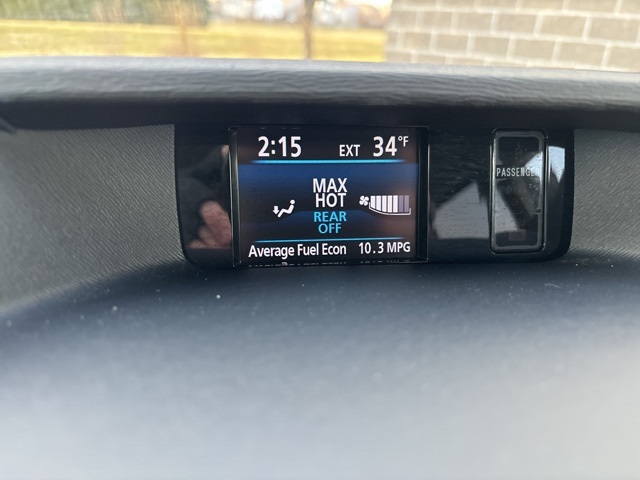 2:15 EXT 34°F
MAX
HOT
REAR
OFF
Average Fuel Econ 10.3 MPG
PASSENGER